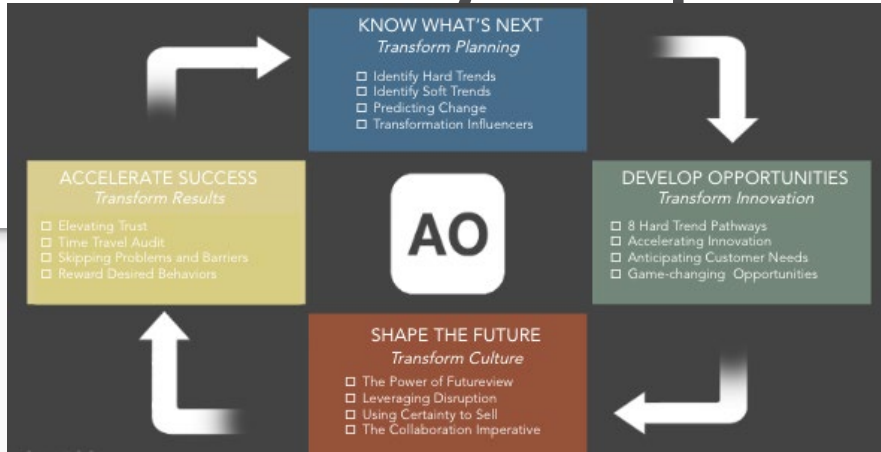 KNOW WHAT'S NEXT
Transform Planning
☐ Identify Hard Trends
☐ Identify Soft Trends
☐ Predicting Change
☐ Transformation Influencers
DEVELOP OPPORTUNITIES
Transform Innovation
☐ 8 Hard Trend Pathways
☐ Accelerating Innovation
☐ Anticipating Customer Needs
☐ Game-changing Opportunities
SHAPE THE FUTURE
Transform Culture
☐ The Power of Futureview
☐ Leveraging Disruption
☐ Using Certainty to Sell
☐ The Collaboration Imperative
ACCELERATE SUCCESS
Transform Results
☐ Elevating Trust
☐ Time Travel Audit
☐ Skipping Problems and Barriers
☐ Reward Desired Behaviors
AO